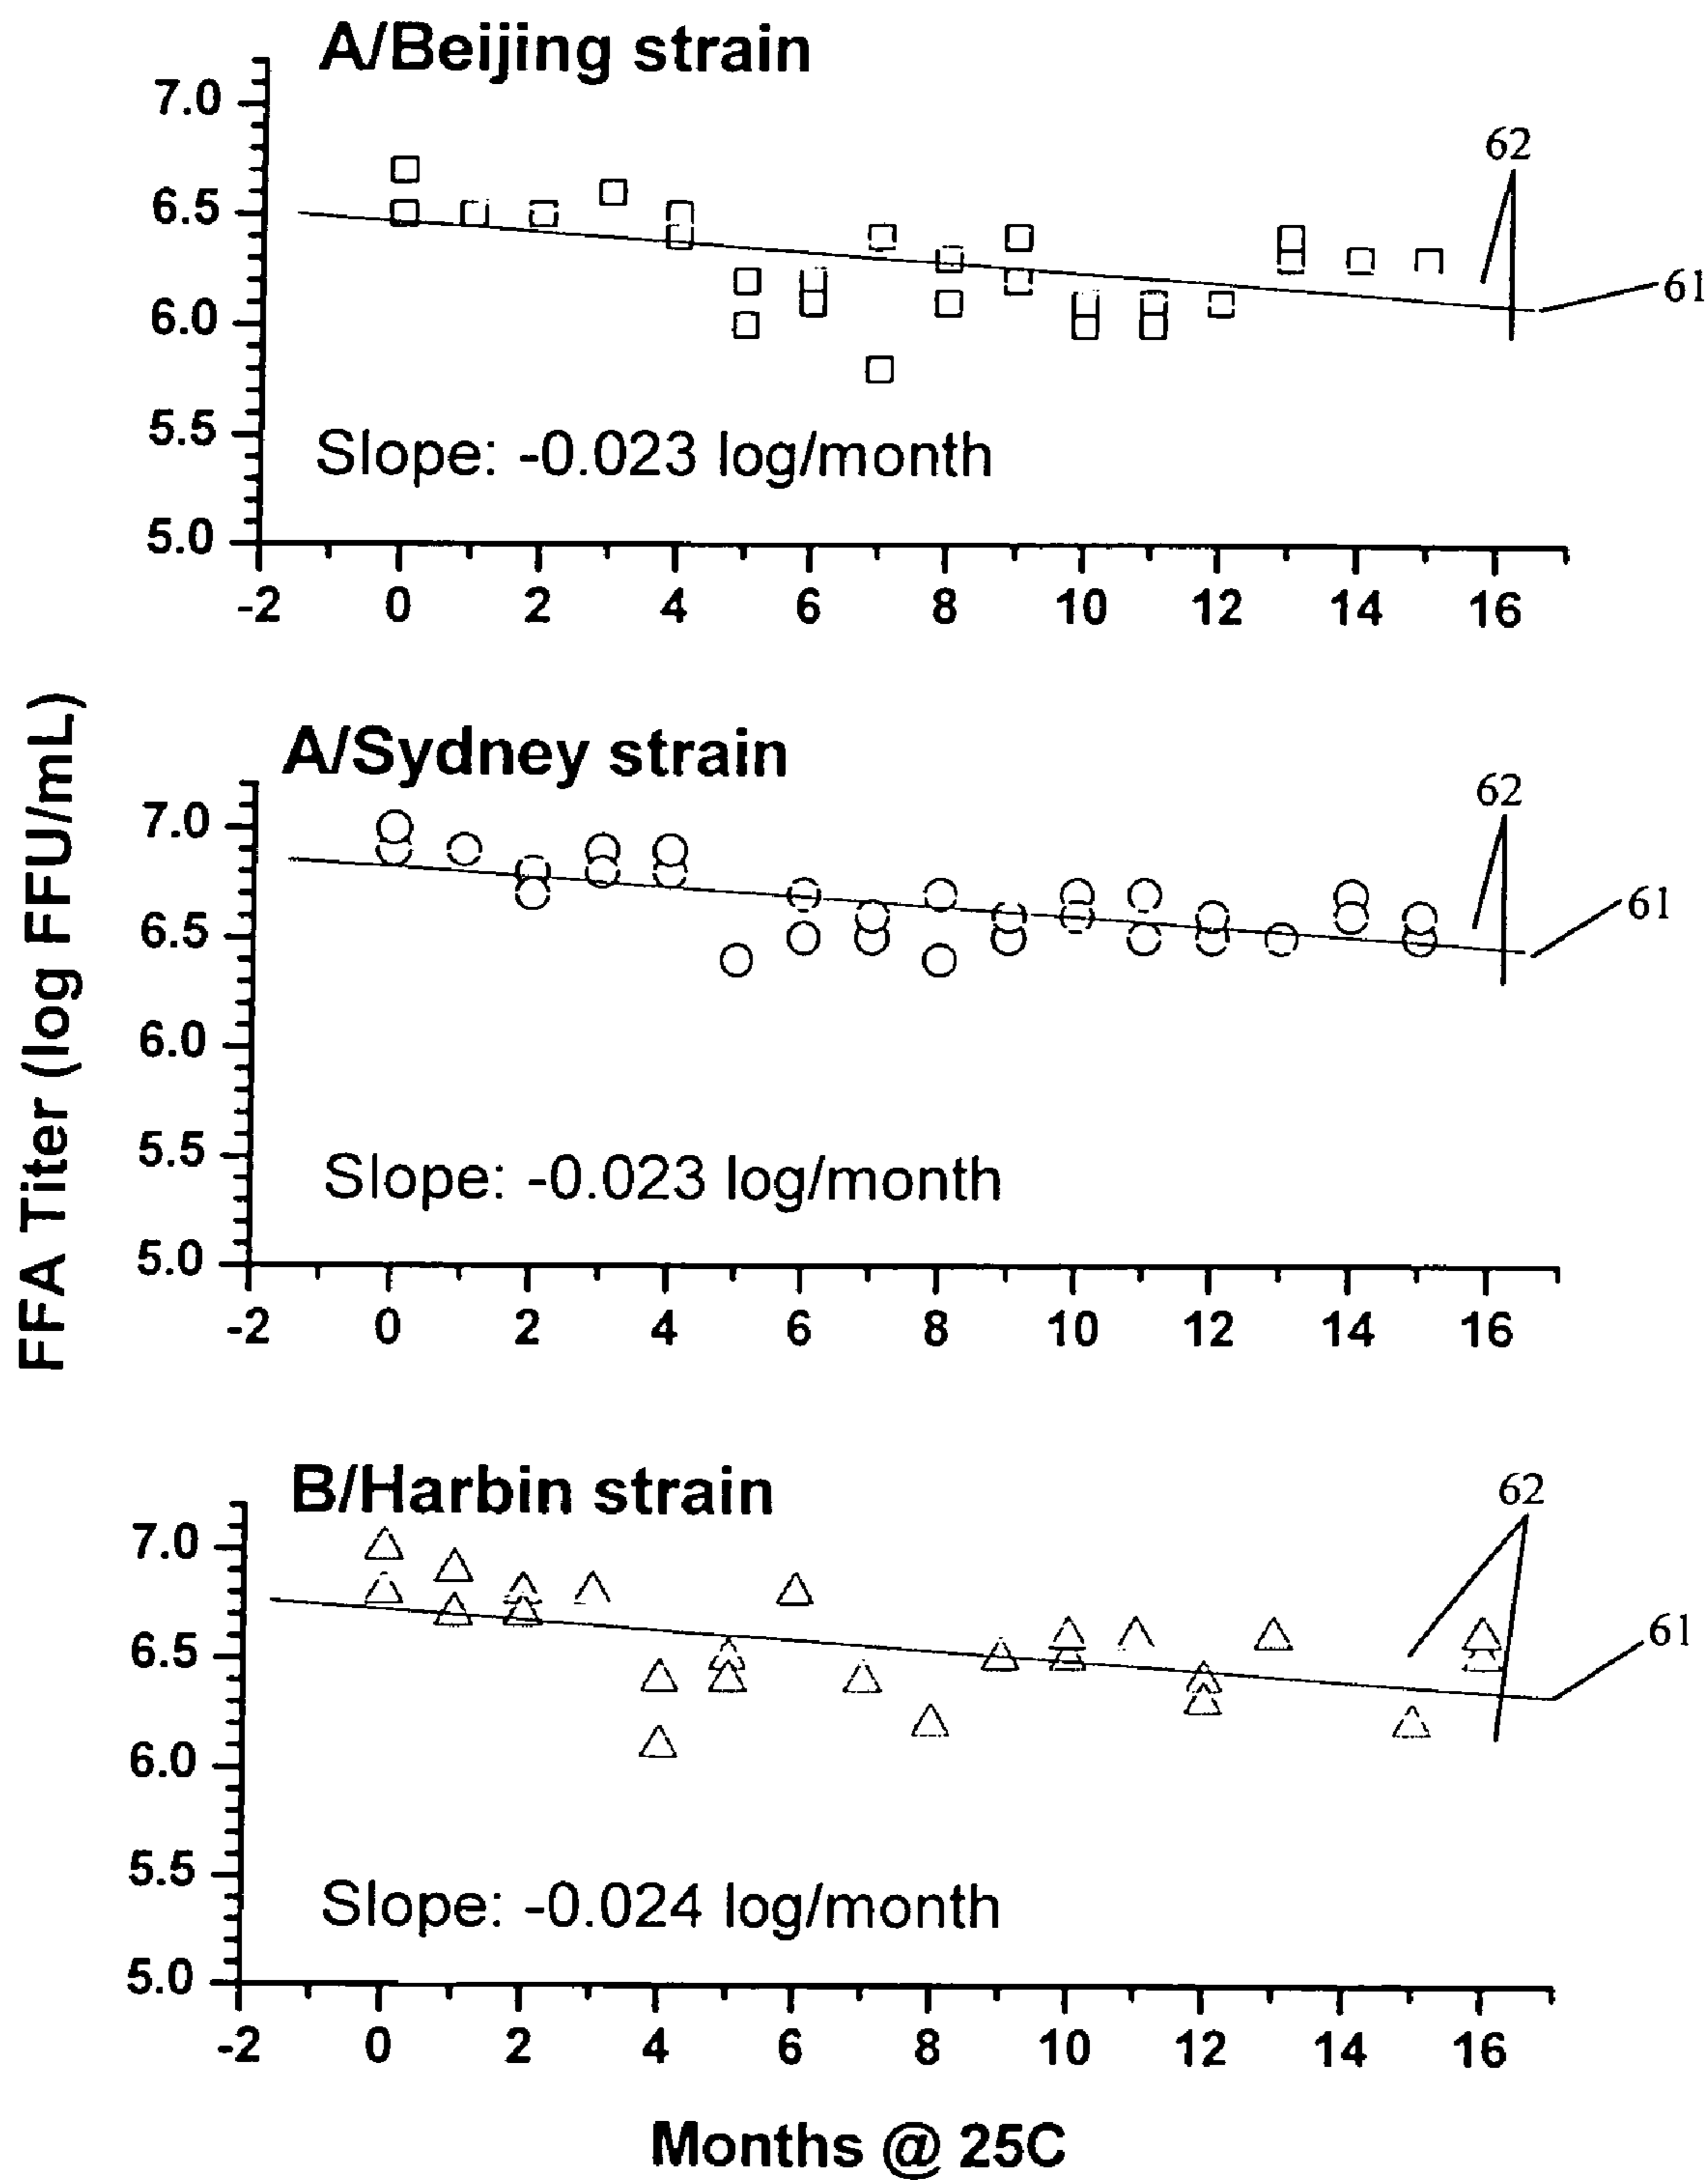 A/Beijing strain
7.0
62
6.5
61
6.0
5.5
Slope: -0.023 log/month
5.0
-2 0 2 4 6 8 10 12 14 16
FFA Titer (log FFU/mL)
A/Sydney strain
62
7.0
61
6.5
6.0
5.5
Slope: -0.023 log/month
5.0
-2 0 2 4 6 8 10 12 14 16
B/Harbin strain
62
7.0
61
6.5
6.0
5.5
Slope: -0.024 log/month
5.0
-2 0 2 4 6 8 10 12 14 16
Months @ 25C